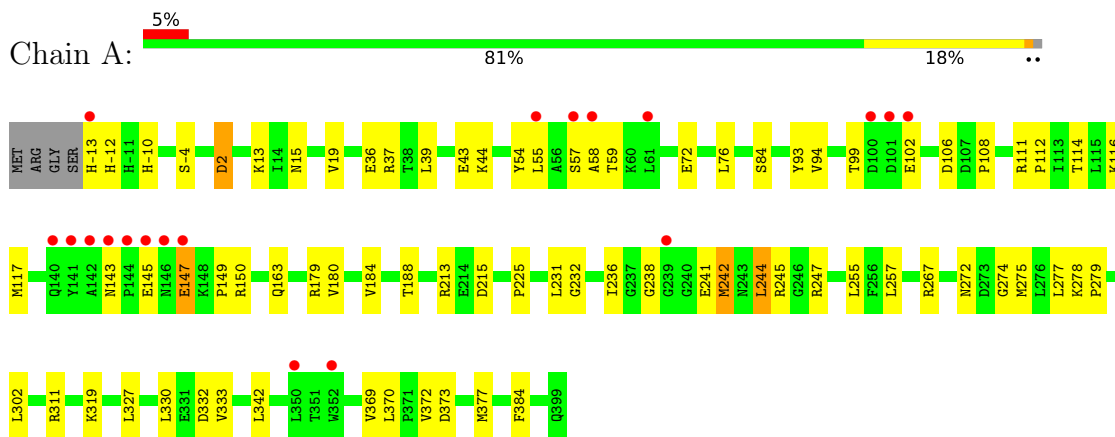 5%
Chain A:
81% 18% ••
MET ARG GLY SER H-13 H-12 H-11 H-10 S-4 D2 K13 I14 N15 V19 E36 R37 T38 L39 E43 K44 Y54 L55 A56 S57 A58 T59 K60 L61 E72 L76 S84 Y93 V94 T99 D100 D101 E102 D106 D107 P108 R111 P112 I113 T114 L115 K116
M117 Q140 Y141 A142 N143 P144 E145 N146 E147 K148 P149 R150 Q163 R179 V180 V184 T188 R213 E214 D215 P225 L231 G232 I236 G237 G238 G239 G240 E241 M242 N243 L244 R245 G246 R247 L255 F256 L257 R267 N272 D273 G274 M275 L276 L277 K278 P279
L302 R311 K319 L327 L330 E331 D332 V333 L342 L350 T351 W352 V369 L370 P371 V372 D373 M377 F384 Q399